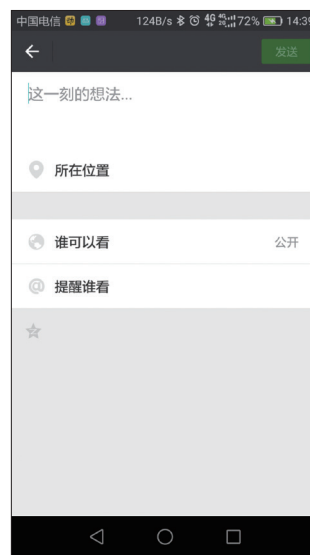 中国电信 124B/s 4G 72% 14:39
发送
这一刻的想法...
所在位置
谁可以看 公开
提醒谁看